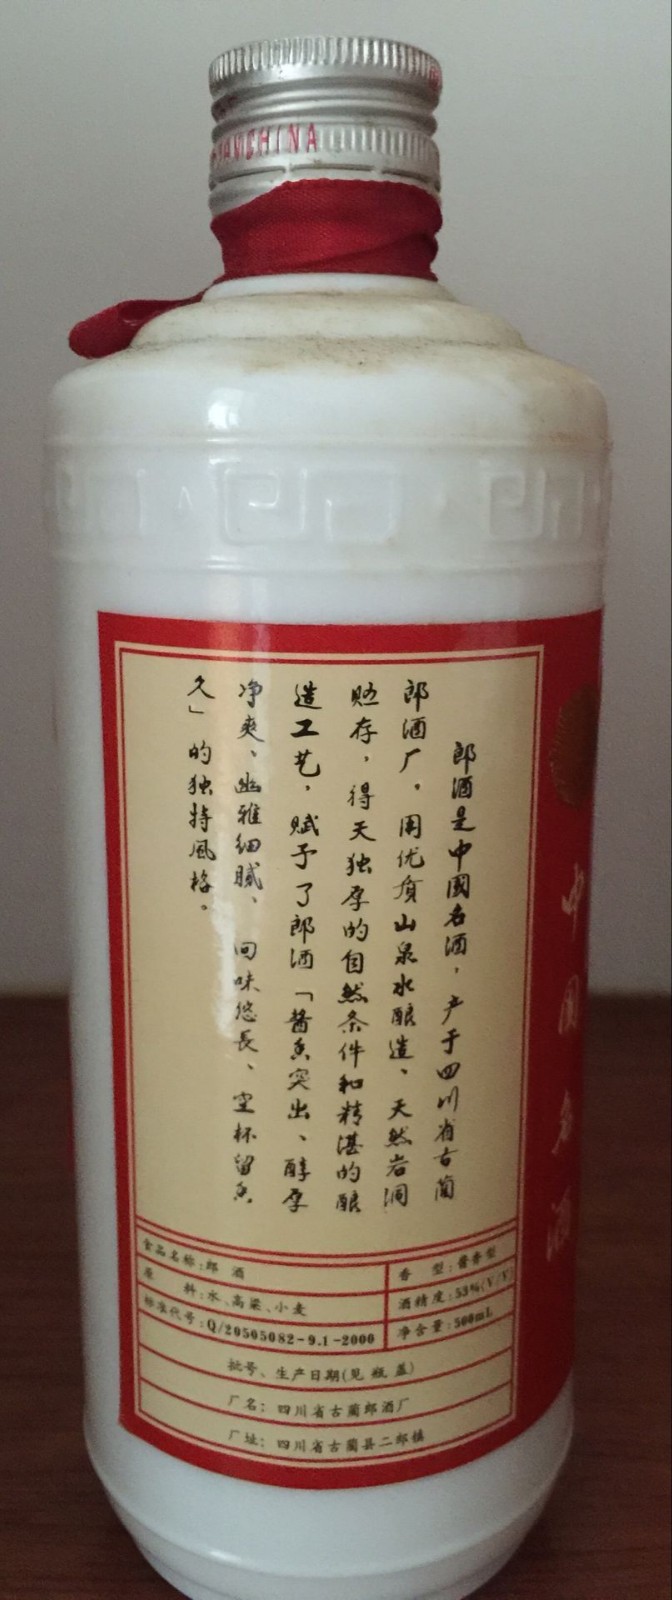 CHINA
郎酒是中國名酒，产于四川省古蔺
郎酒厂。用优质山泉水酿造、天然岩洞
贮存，得天独厚的自然条件和精湛的酿
造工艺，赋予了郎酒「酱香突出、醇厚
净爽、幽雅细腻、回味悠長、空杯留香
久」的独特風格。
食品名称:郎 酒
香 型:酱香型
原 料:水、高粱、小麦
酒精度:53%(V/V)
标准代号:Q/20505082-9.1-2000
净含量:500mL
批号、生产日期(见 瓶 盖)
厂名: 四川省古蔺郎酒厂
厂址: 四川省古蔺县二郎镇
中国名酒